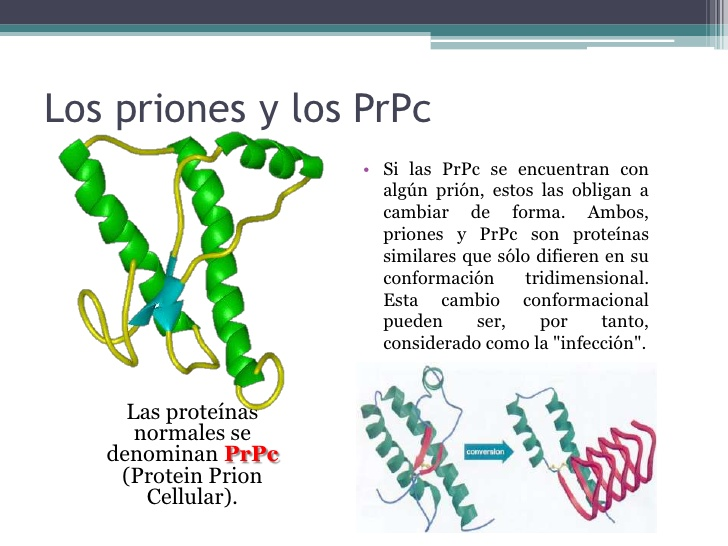 Los priones y los PrPc
• Si las PrPc se encuentran con
algún prión, estos las obligan a
cambiar de forma. Ambos,
priones y PrPc son proteínas
similares que sólo difieren en su
conformación tridimensional.
Esta cambio conformacional
pueden ser, por tanto,
considerado como la "infección".
Las proteínas
normales se
denominan PrPc
(Protein Prion
Cellular).
conversion